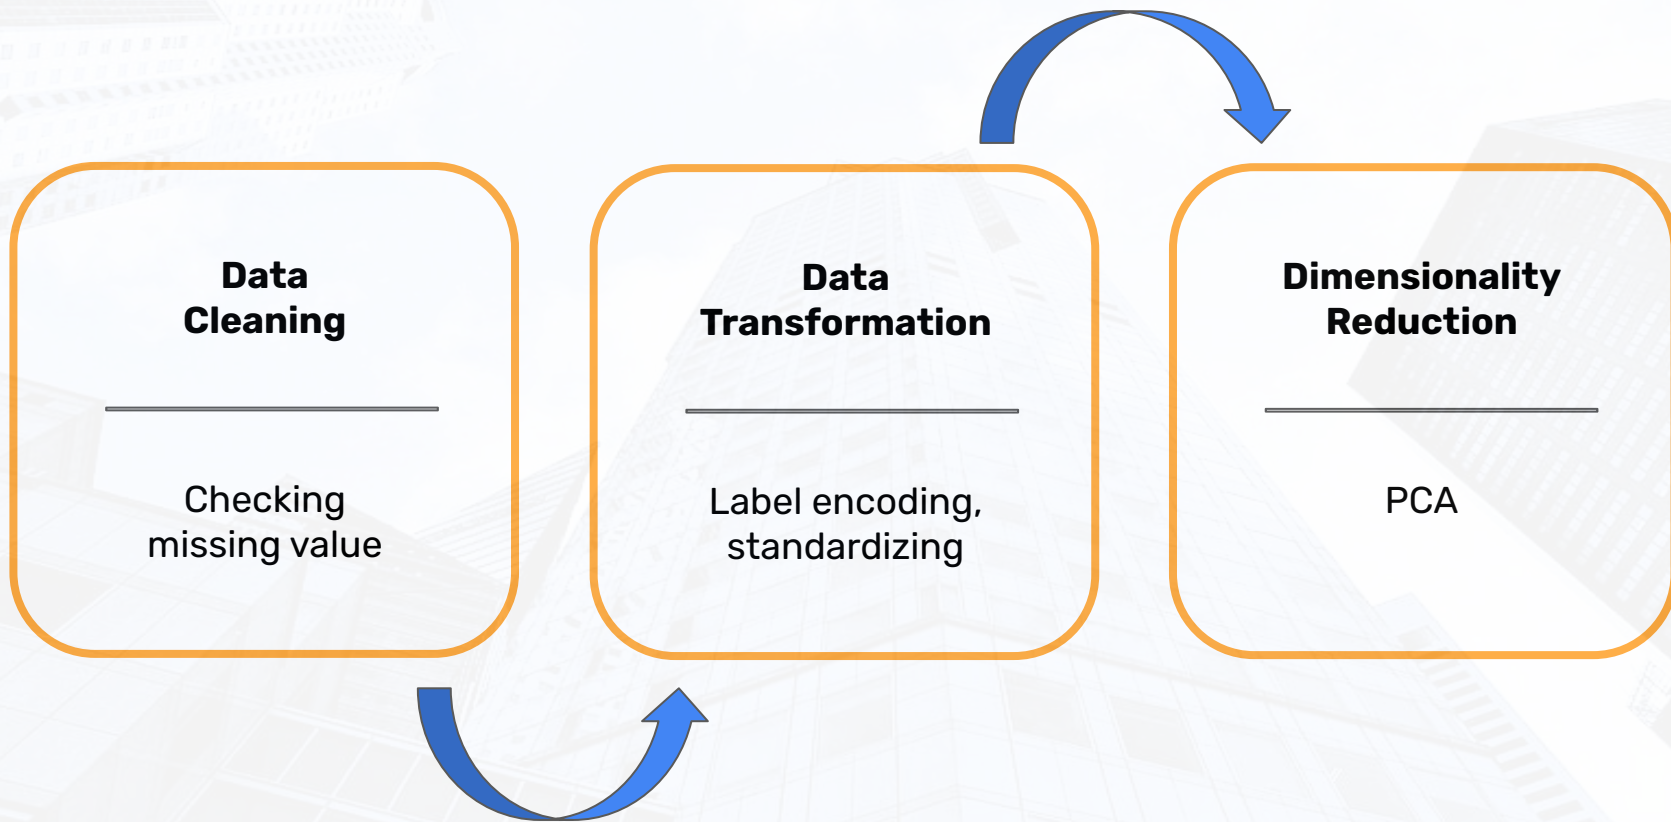 Data
Cleaning
Checking
missing value
Data
Transformation
Label encoding,
standardizing
Dimensionality
Reduction
PCA